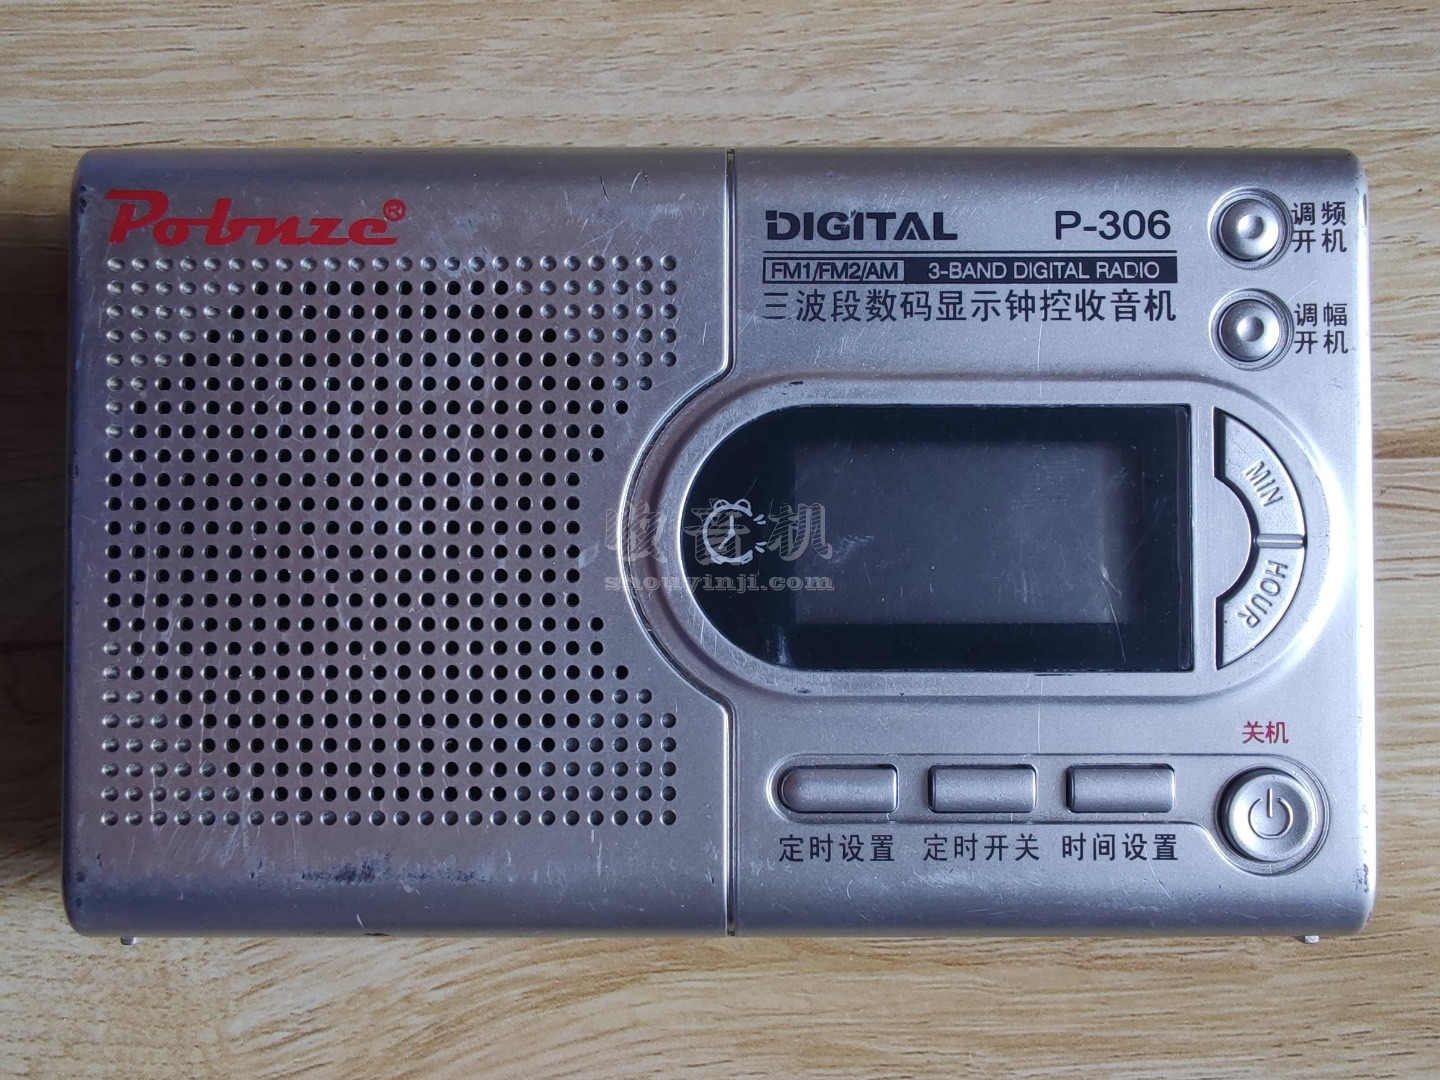 Pobnze®
DIGITAL P-306
FM1/FM2/AM 3-BAND DIGITAL RADIO
三波段数码显示钟控收音机
调频
开机
调幅
开机
MIN
HOUR
收音机
shouyinji.com
关机
定时设置 定时开关 时间设置